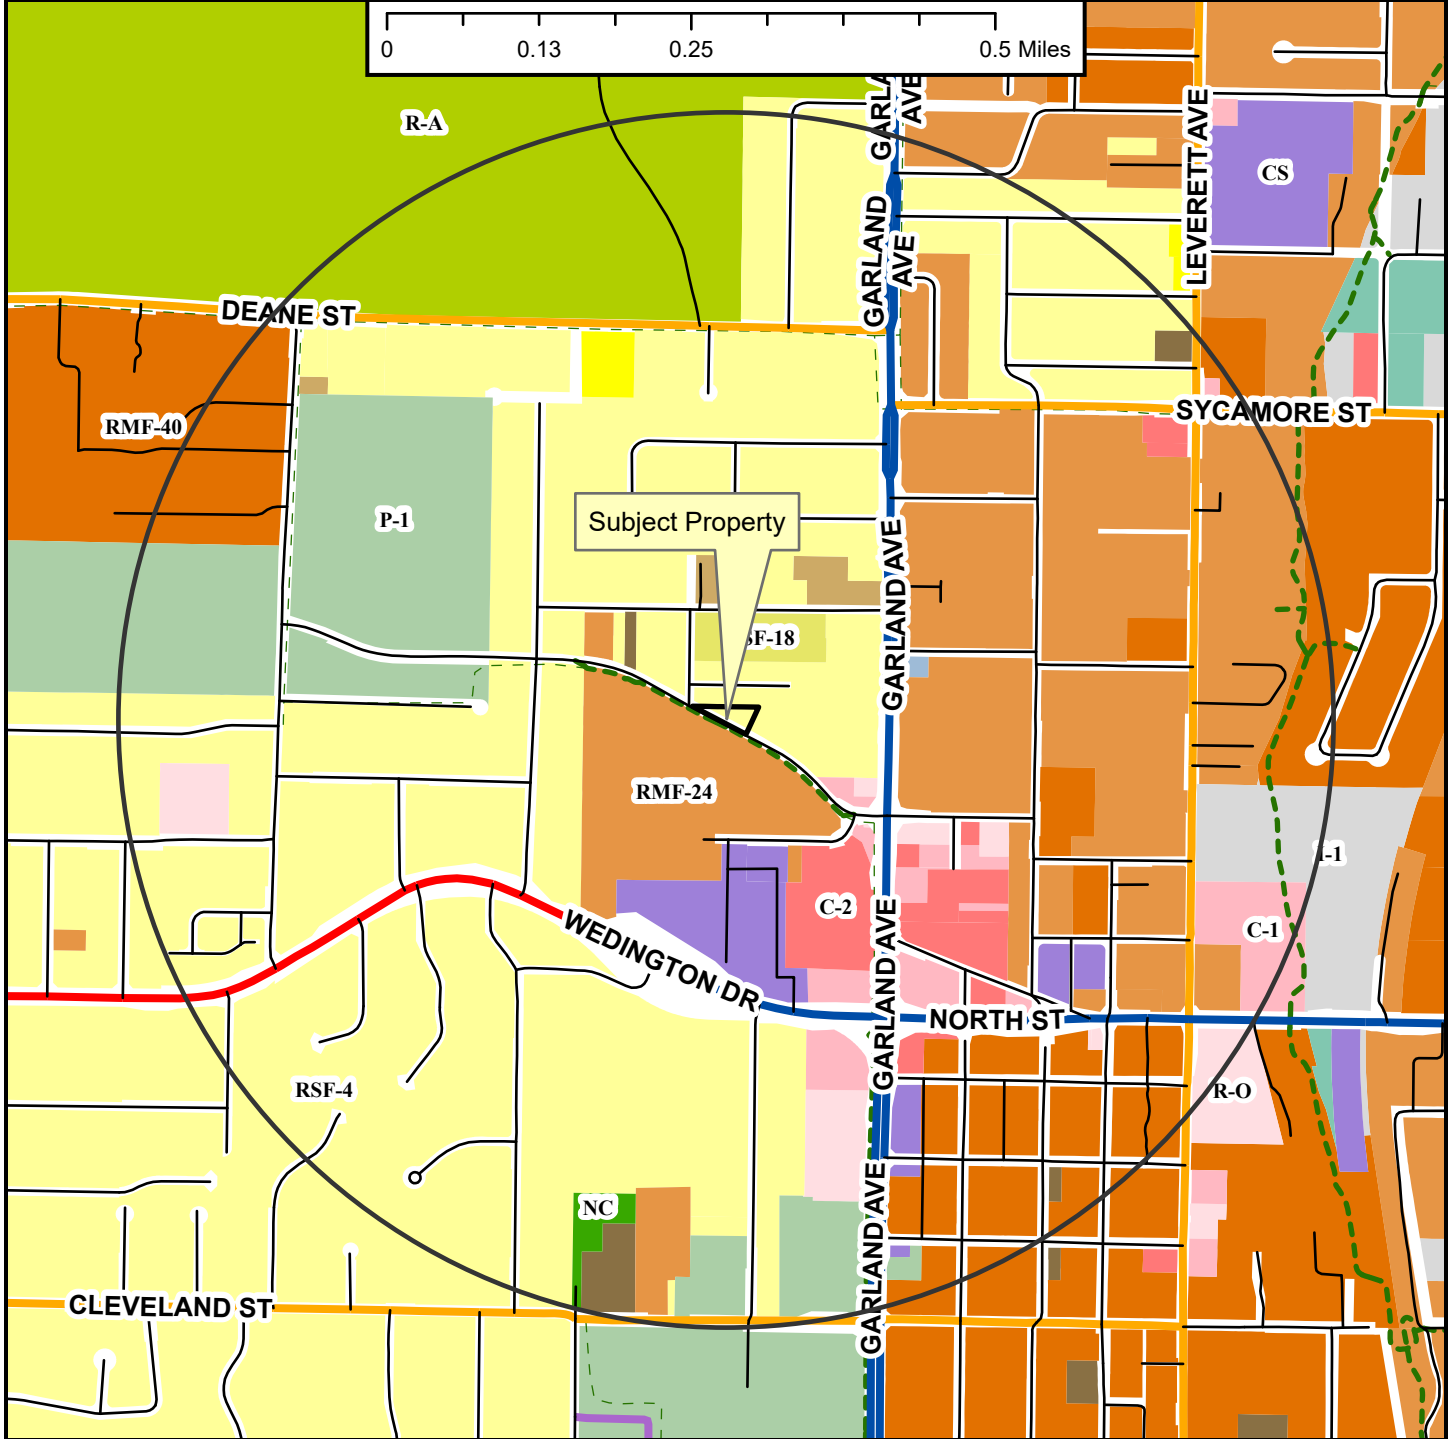 0 0.13 0.25 0.5 Miles
R-A
GARLAND AVE
LEVERETT AVE
CS
GARLAND AVE
DEANE ST
SYCAMORE ST
RMF-40
P-1
Subject Property
GARLAND AVE
SF-18
RMF-24
I-1
C-2
C-1
WEDINGTON DR
GARLAND AVE
NORTH ST
RSF-4
R-O
NC
GARLAND AVE
CLEVELAND ST